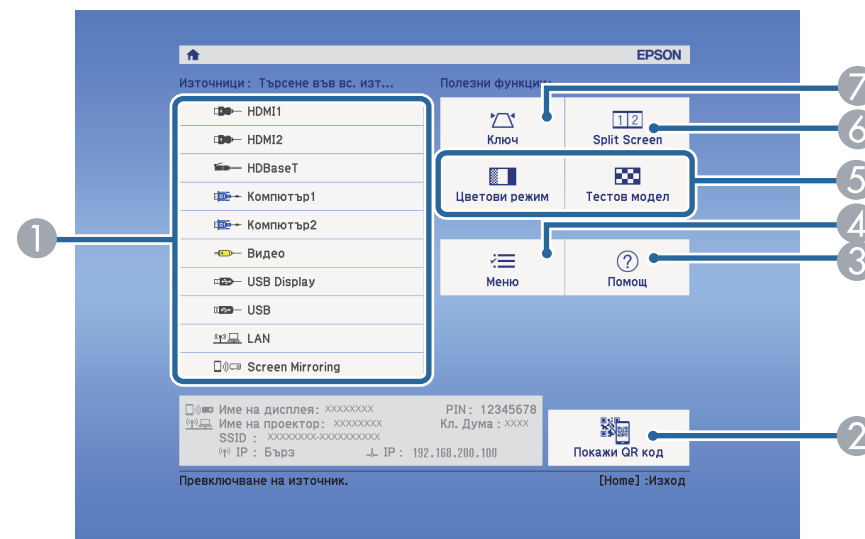 EPSON
Източници : Търсене във вс. изт...
Полезни функции:
HDMI1
HDMI2
HDBaseT
Компютър1
Компютър2
Видео
USB Display
USB
LAN
Screen Mirroring
Ключ
Split Screen
Цветови режим
Тестов модел
Меню
Помощ
Име на дисплея: XXXXXXXX
PIN : 12345678
Име на проектор: XXXXXXXX
Кл. Дума : XXXX
SSID : XXXXXXXX-XXXXXXXXXX
IP : Бърз
IP : 192.168.200.100
Покажи QR код
Превключване на източник.
[Home] :Изход
1
7
6
5
4
3
2